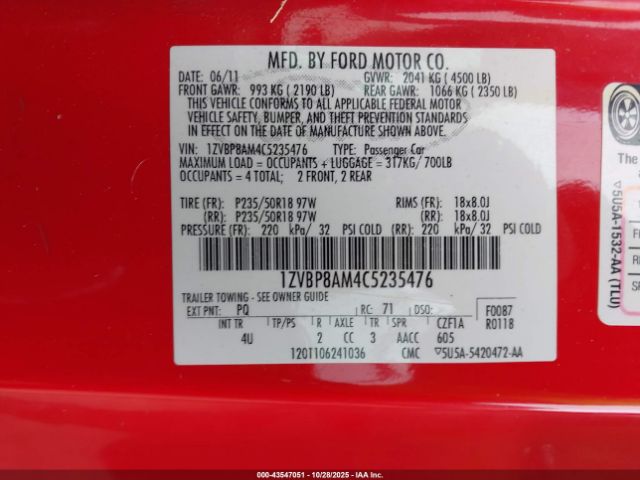 MFD. BY FORD MOTOR CO.
DATE: 06/11 GVWR: 2041 KG ( 4500 LB)
FRONT GAWR: 993 KG ( 2190 LB) REAR GAWR: 1066 KG ( 2350 LB)
THIS VEHICLE CONFORMS TO ALL APPLICABLE FEDERAL MOTOR
VEHICLE SAFETY, BUMPER, AND THEFT PREVENTION STANDARDS
IN EFFECT ON THE DATE OF MANUFACTURE SHOWN ABOVE.
VIN: 1ZVBP8AM4C5235476 TYPE: Passenger Car
MAXIMUM LOAD = OCCUPANTS + LUGGAGE = 317KG/ 700LB
OCCUPANTS = 4 TOTAL; 2 FRONT, 2 REAR
TIRE (FR): P235/50R18 97W RIMS (FR): 18x8.0J
(RR): P235/50R18 97W (RR): 18x8.0J
PRESSURE (FR): 220 kPa/ 32 PSI COLD (RR): 220 kPa/ 32 PSI COLD
1ZVBP8AM4C5235476
TRAILER TOWING - SEE OWNER GUIDE
EXT PNT: PQ RC: 71 DSO: F0087
INT TR TP/PS R AXLE TR SPR CZF1A R0118
4U 2 CC 3 AACC 605
120T106241036 CMC ▽5U5A-5420472-AA
The
▽5U5A-1532-AA (TLU)
000-43547051 - 10/28/2025 - IAA, LLC